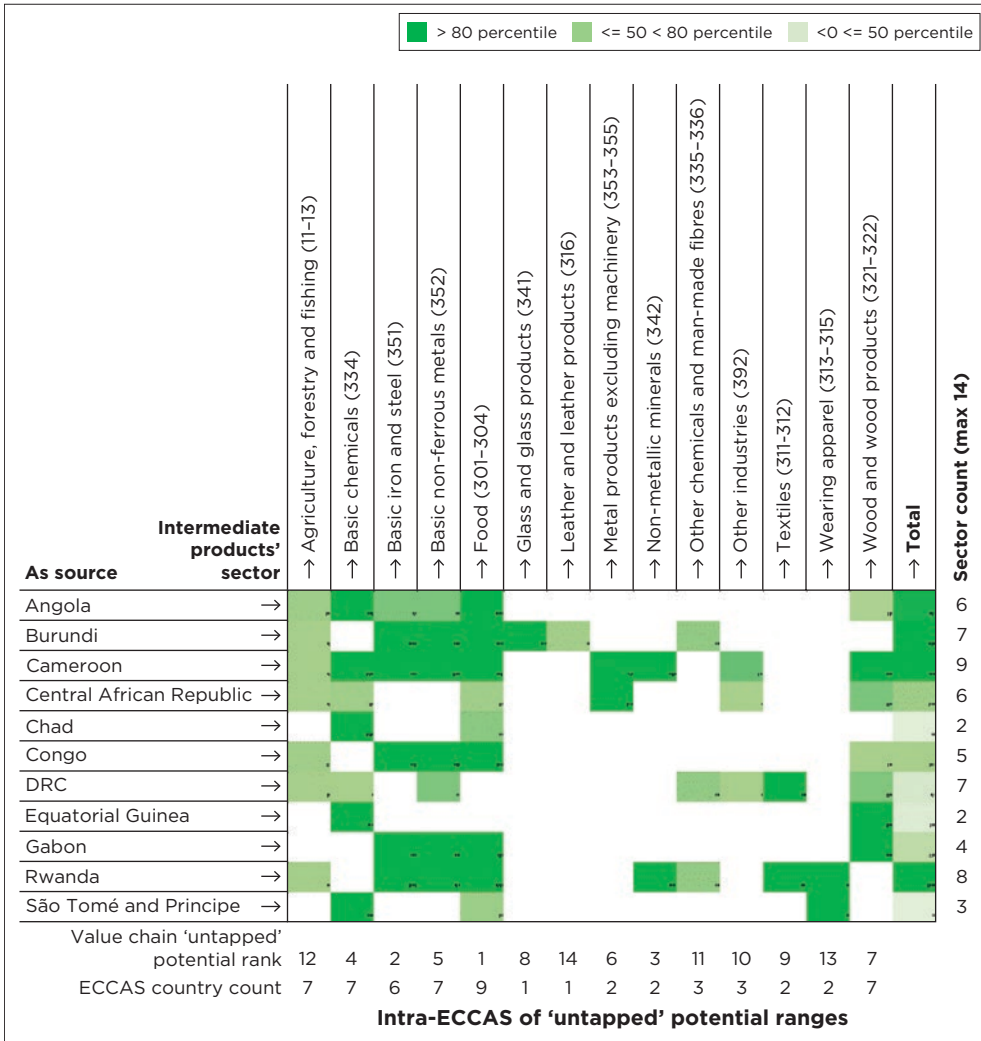 > 80 percentile <= 50 < 80 percentile <0 <= 50 percentile
→ Agriculture, forestry and fishing (11–13)
→ Basic chemicals (334)
→ Basic iron and steel (351)
→ Basic non-ferrous metals (352)
→ Food (301–304)
→ Glass and glass products (341)
→ Leather and leather products (316)
→ Metal products excluding machinery (353–355)
→ Non-metallic minerals (342)
→ Other chemicals and man-made fibres (335–336)
→ Other industries (392)
→ Textiles (311-312)
→ Wearing apparel (313–315)
→ Wood and wood products (321–322)
→ Total
Sector count (max 14)
Intermediate
products'
As source sector
Angola → 6
Burundi → 7
Cameroon → 9
Central African Republic → 6
Chad → 2
Congo → 5
DRC → 7
Equatorial Guinea → 2
Gabon → 4
Rwanda → 8
São Tomé and Principe → 3
Value chain 'untapped'
potential rank 12 4 2 5 1 8 14 6 3 11 10 9 13 7
ECCAS country count 7 7 6 7 9 1 1 2 2 3 3 2 2 7
Intra-ECCAS of 'untapped' potential ranges